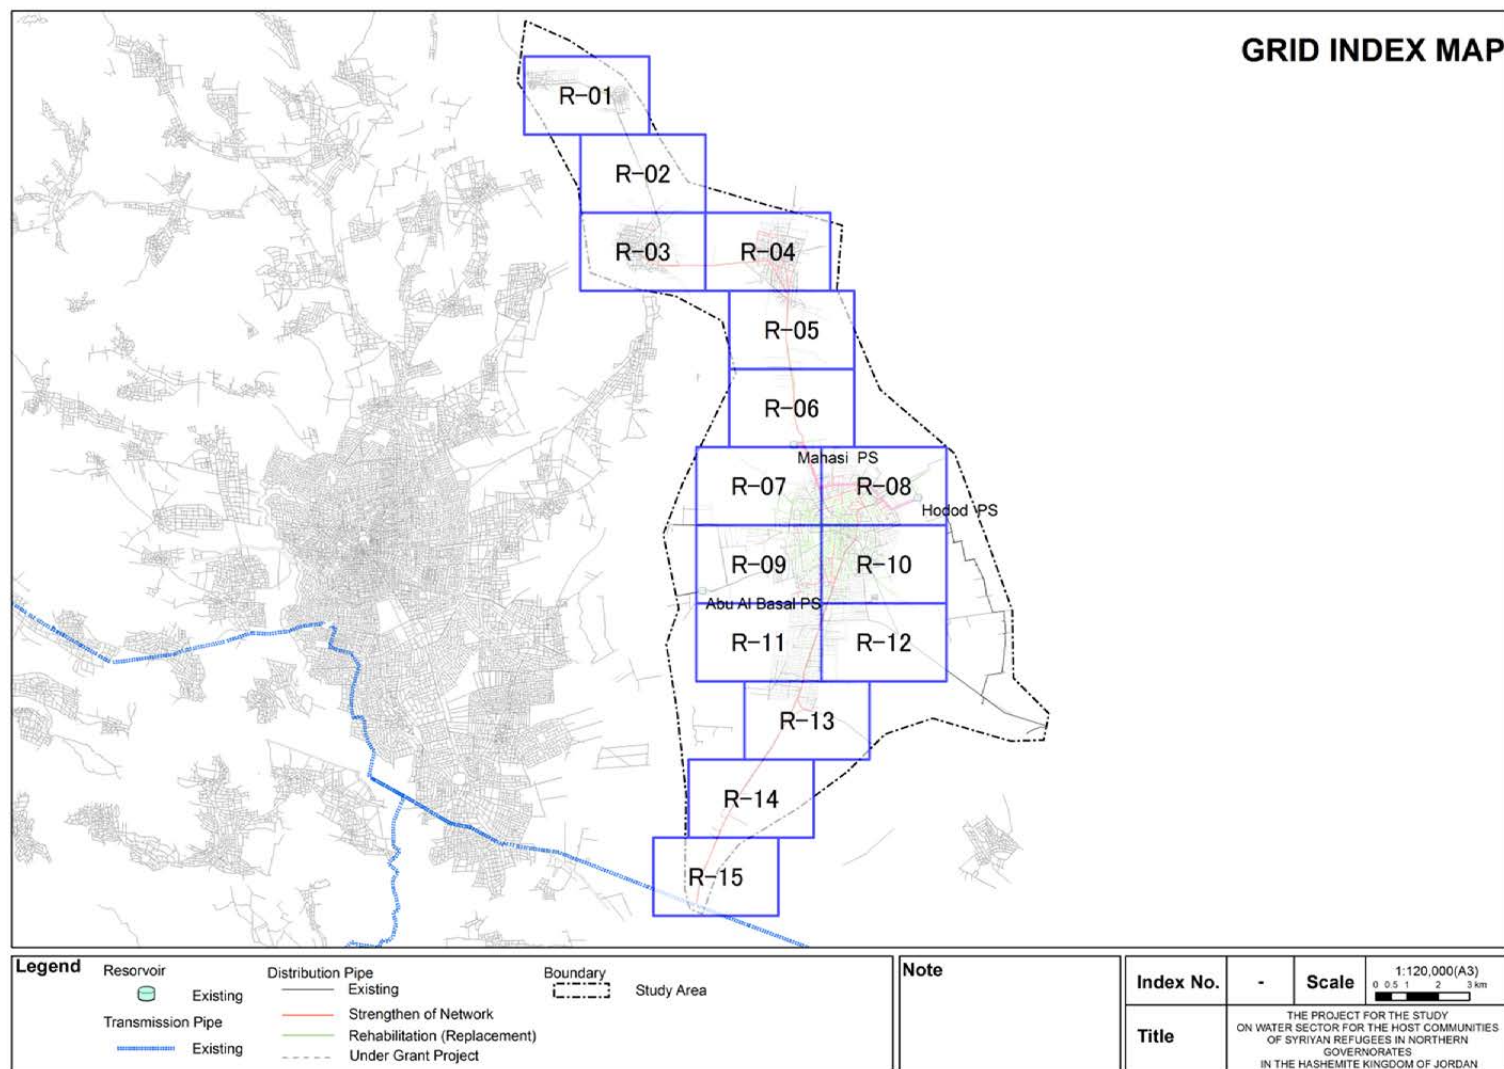 GRID INDEX MAP
R-01
R-02
R-03
R-04
R-05
R-06
Mahasi PS
R-07
R-08
Hodod PS
R-09
R-10
Abu Al Basal PS
R-11
R-12
R-13
R-14
R-15
Legend
Resorvoir
Existing
Transmission Pipe
Existing
Distribution Pipe
Existing
Strengthen of Network
Rehabilitation (Replacement)
Under Grant Project
Boundary
Study Area
Note
Index No.
-
Scale
1:120,000(A3)
0 0.5 1 2 3 km
Title
THE PROJECT FOR THE STUDY
ON WATER SECTOR FOR THE HOST COMMUNITIES
OF SYRIYAN REFUGEES IN NORTHERN
GOVERNORATES
IN THE HASHEMITE KINGDOM OF JORDAN